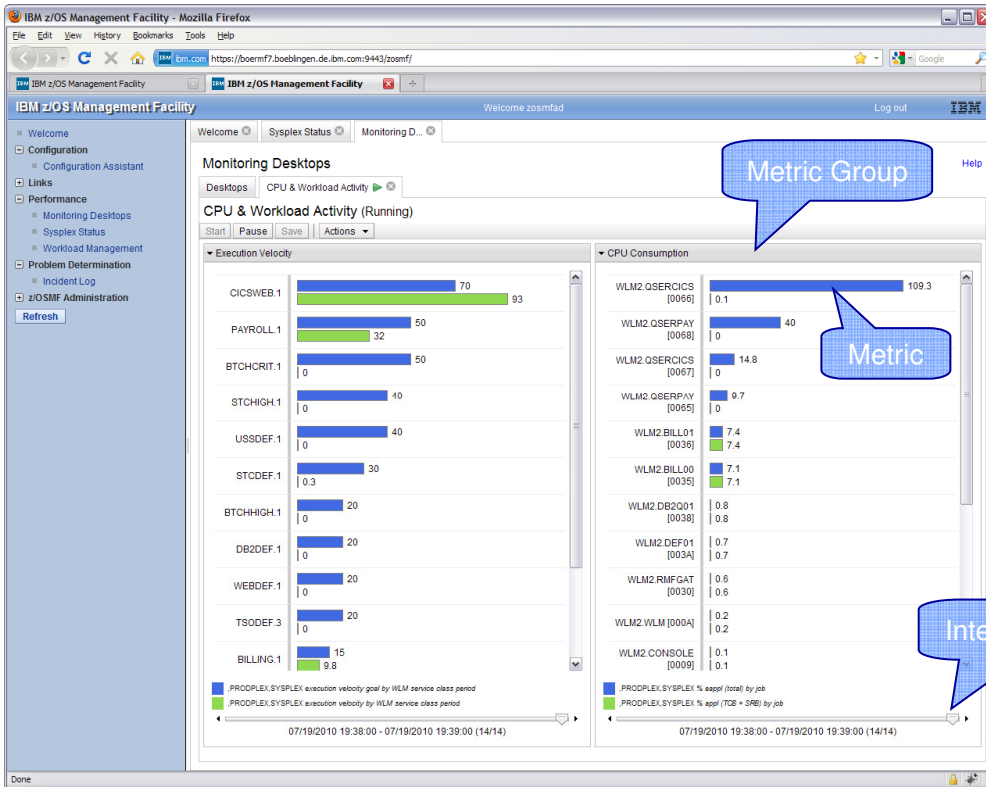 IBM z/OS Management Facility - Mozilla Firefox
File Edit View History Bookmarks Tools Help
IBM ibm.com https://boermf7.boeblingen.de.ibm.com:9443/zosmf/
Google
IBM IBM z/OS Management Facility
IBM IBM z/OS Management Facility
IBM z/OS Management Facility
Welcome zosmfad
Log out
IBM
Welcome
Configuration
Configuration Assistant
Links
Performance
Monitoring Desktops
Sysplex Status
Workload Management
Problem Determination
Incident Log
z/OSMF Administration
Refresh
Welcome
Sysplex Status
Monitoring D...
Monitoring Desktops
Help
Desktops
CPU & Workload Activity
CPU & Workload Activity (Running)
Start Pause Save Actions
Metric Group
Execution Velocity
CICSWEB.1 70
93
PAYROLL.1 50
32
BTCHCRIT.1 50
0
STCHIGH.1 40
0
USSDEF.1 40
0
STCDEF.1 30
0.3
BTCHHIGH.1 20
0
DB2DEF.1 20
0
WEBDEF.1 20
0
TSODEF.3 20
0
BILLING.1 15
9.8
,PRODPLEX,SYSPLEX execution velocity goal by WLM service class period
,PRODPLEX,SYSPLEX execution velocity by WLM service class period
07/19/2010 19:38:00 - 07/19/2010 19:39:00 (14/14)
CPU Consumption
WLM2.QSERCICS 109.3
[0066] 0.1
WLM2.QSERPAY 40
[0068] 0
Metric
WLM2.QSERCICS 14.8
[0067] 0
WLM2.QSERPAY 9.7
[0065] 0
WLM2.BILL01 7.4
[0036] 7.4
WLM2.BILL00 7.1
[0035] 7.1
WLM2.DB2Q01 0.8
[0038] 0.8
WLM2.DEF01 0.7
[003A] 0.7
WLM2.RMFGAT 0.6
[0030] 0.6
WLM2.WLM [000A] 0.2
0.2
WLM2.CONSOLE 0.1
[0009] 0.1
,PRODPLEX,SYSPLEX % eappl (total) by job
,PRODPLEX,SYSPLEX % appl (TCB + SRB) by job
07/19/2010 19:38:00 - 07/19/2010 19:39:00 (14/14)
Done